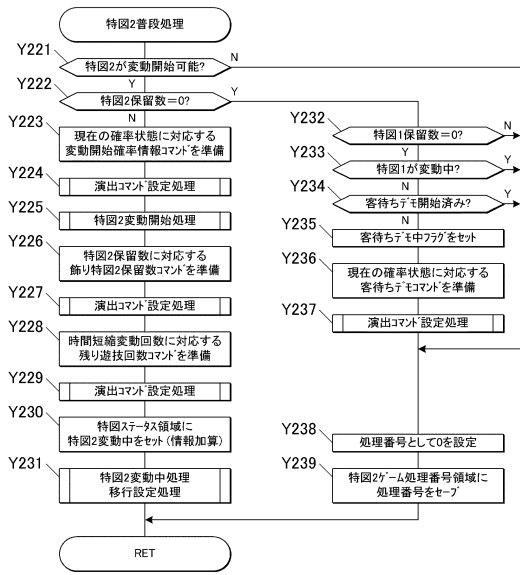 特図2普段処理
Y221
特図2が変動開始可能?
N
Y
Y222
特図2保留数=0?
Y
N
Y223
現在の確率状態に対応する
変動開始確率情報コマンドを準備
Y224
演出コマンド設定処理
Y225
特図2変動開始処理
Y226
特図2保留数に対応する
飾り特図2保留数コマンドを準備
Y227
演出コマンド設定処理
Y228
時間短縮変動回数に対応する
残り遊技回数コマンドを準備
Y229
演出コマンド設定処理
Y230
特図ステータス領域に
特図2変動中をセット(情報加算)
Y231
特図2変動中処理
移行設定処理
RET
Y232
特図1保留数=0?
N
Y
Y233
特図1が変動中?
Y
N
Y234
客待ちデモ開始済み?
Y
N
Y235
客待ちデモ中フラグをセット
Y236
現在の確率状態に対応する
客待ちデモコマンドを準備
Y237
演出コマンド設定処理
Y238
処理番号として0を設定
Y239
特図2ゲーム処理番号領域に
処理番号をセーブ